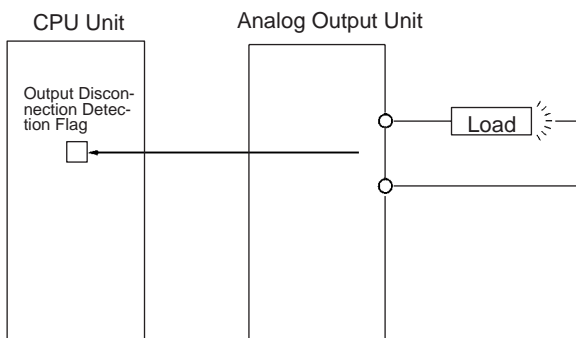 CPU Unit
Analog Output Unit
Output Discon-
nection Detec-
tion Flag
Load